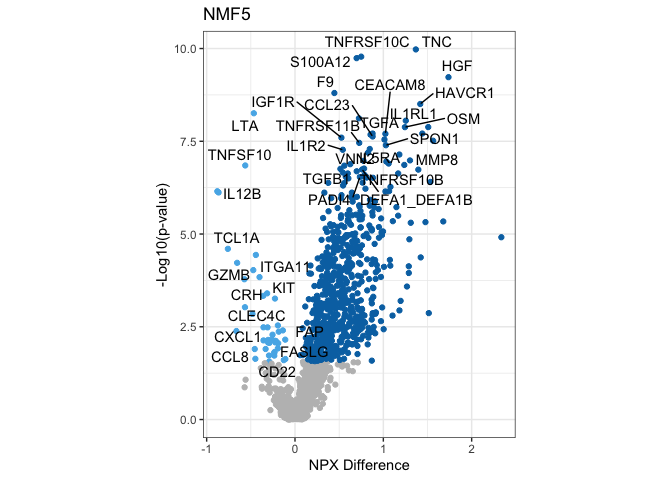 NMF5
10.0
7.5
5.0
2.5
0.0
-Log10(p-value)
TNFRSF10C
TNC
S100A12
HGF
F9
CEACAM8
HAVCR1
IGF1R
CCL23
IL1RL1
OSM
LTA
TNFRSF11B
TGFA
SPON1
IL1R2
TNFSF10
VNN2
IL5RA
MMP8
TGFB1
TNFRSF10B
IL12B
PADI4
DEFA1_DEFA1B
TCL1A
GZMB
ITGA11
CRH
KIT
CLEC4C
CXCL1
FAP
CCL8
FASLG
CD22
-1
0
1
2
NPX Difference